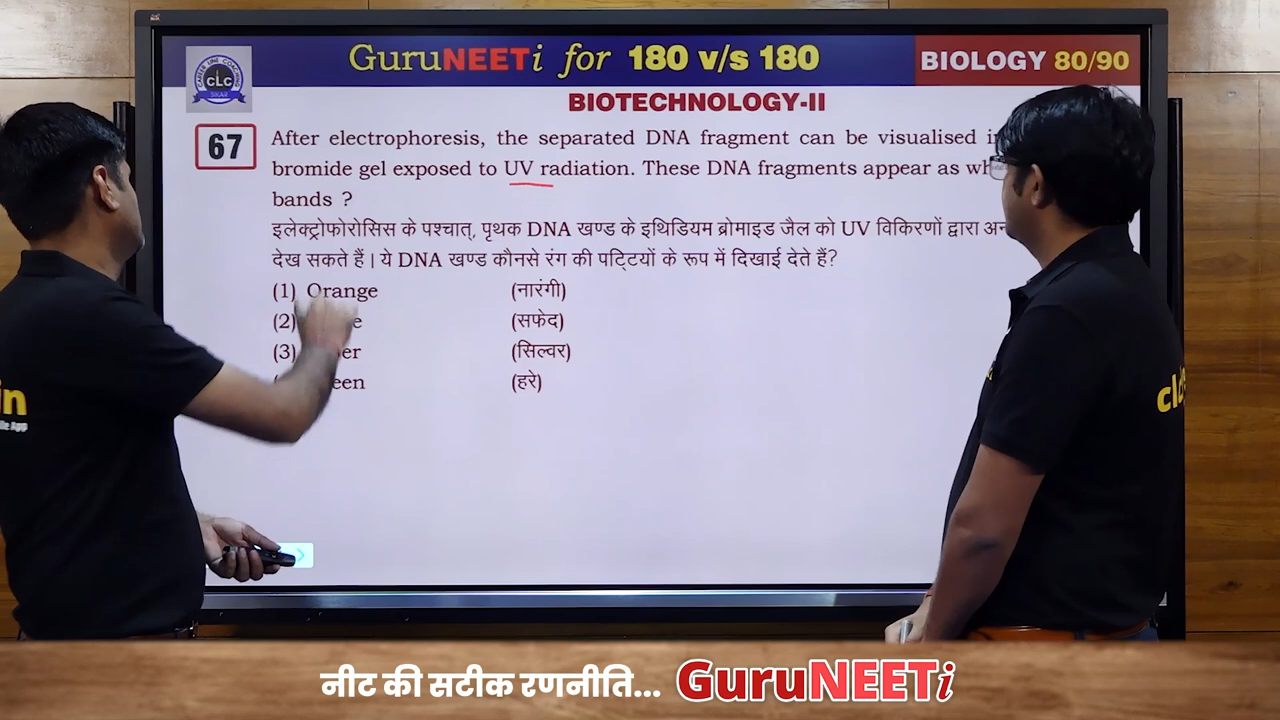 GuruNEETi for 180 v/s 180
BIOLOGY 80/90
CLC
SIKAR
BIOTECHNOLOGY-II
67
After electrophoresis, the separated DNA fragment can be visualised
bromide gel exposed to UV radiation. These DNA fragments appear as
bands ?
इलेक्ट्रोफोरोसिस के पश्चात्, पृथक DNA खण्ड के इथिडियम ब्रोमाइड जैल को UV विकिरणों द्वारा
देख सकते हैं। ये DNA खण्ड कौनसे रंग की पट्टियों के रूप में दिखाई देते हैं?
(1) Orange (नारंगी)
(2) (सफेद)
(3) (सिल्वर)
(हरे)
in
नीट की सटीक रणनीति... GuruNEETi